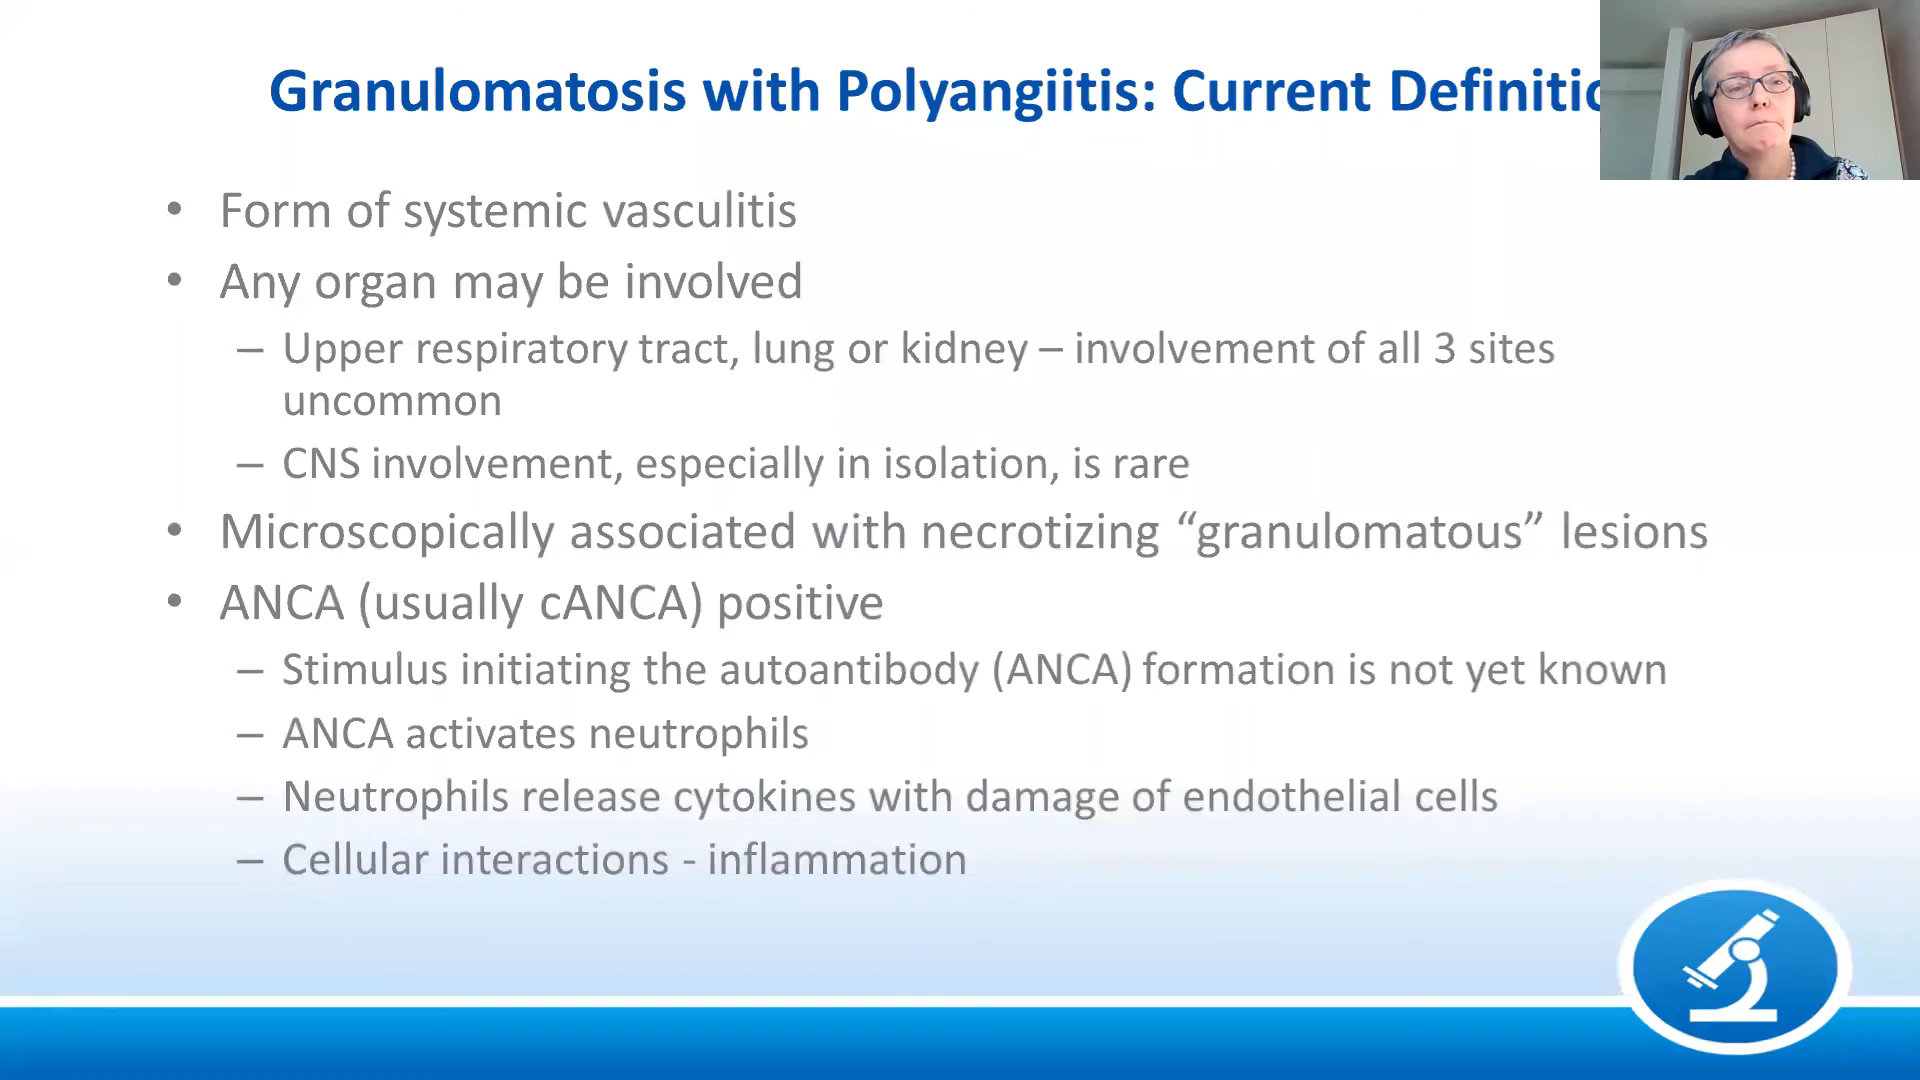 Granulomatosis with Polyangiitis: Current
• Form of systemic vasculitis
• Any organ may be involved
– Upper respiratory tract, lung or kidney – involvement of all 3 sites
uncommon
– CNS involvement, especially in isolation, is rare
• Microscopically associated with necrotizing “granulomatous” lesions
• ANCA (usually cANCA) positive
– Stimulus initiating the autoantibody (ANCA) formation is not yet known
– ANCA activates neutrophils
– Neutrophils release cytokines with damage of endothelial cells
– Cellular interactions - inflammation